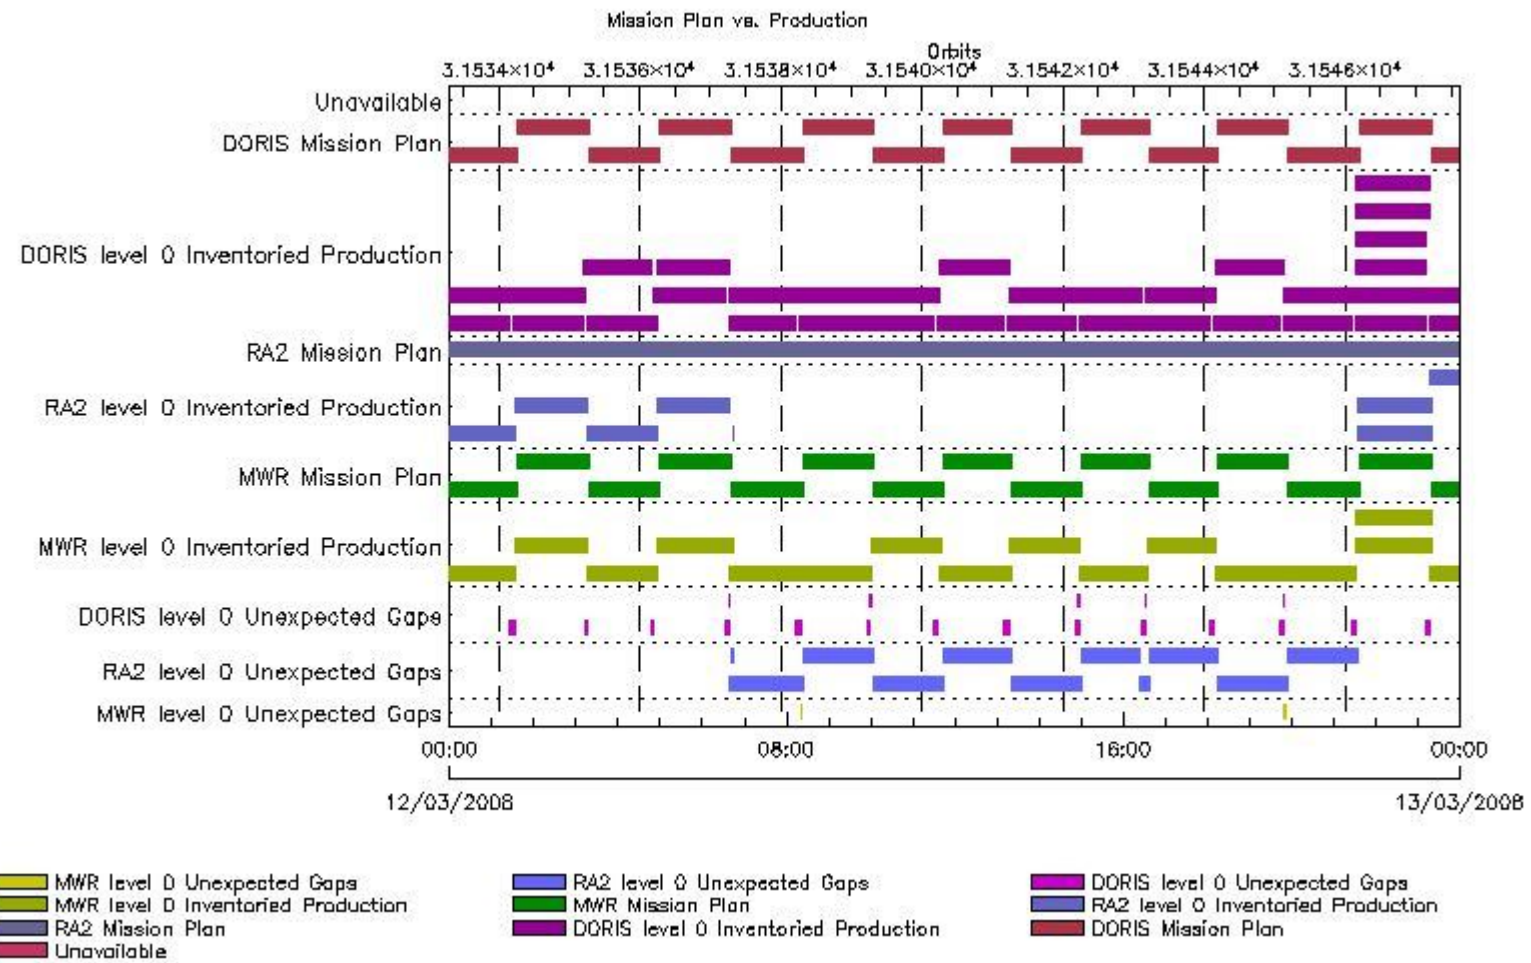 Mission Plan vs. Production
Orbits
3.1534×10⁴ 3.1536×10⁴ 3.1538×10⁴ 3.1540×10⁴ 3.1542×10⁴ 3.1544×10⁴ 3.1546×10⁴
Unavailable
DORIS Mission Plan
DORIS level 0 Inventoried Production
RA2 Mission Plan
RA2 level 0 Inventoried Production
MWR Mission Plan
MWR level 0 Inventoried Production
DORIS level 0 Unexpected Gaps
RA2 level 0 Unexpected Gaps
MWR level 0 Unexpected Gaps
00:00 08:00 16:00 00:00
12/03/2008 13/03/2008
MWR level 0 Unexpected Gaps RA2 level 0 Unexpected Gaps DORIS level 0 Unexpected Gaps
MWR level 0 Inventoried Production MWR Mission Plan RA2 level 0 Inventoried Production
RA2 Mission Plan DORIS level 0 Inventoried Production DORIS Mission Plan
Unavailable